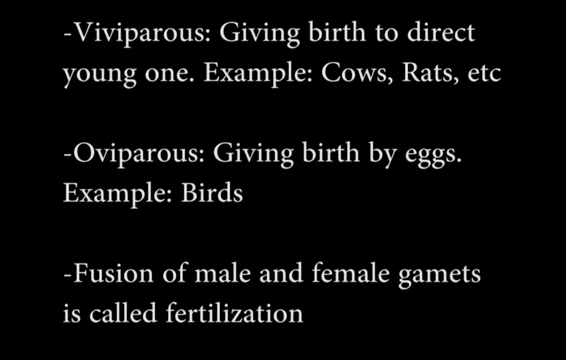 -Viviparous: Giving birth to direct
young one. Example: Cows, Rats, etc
-Oviparous: Giving birth by eggs.
Example: Birds
-Fusion of male and female gamets
is called fertilization